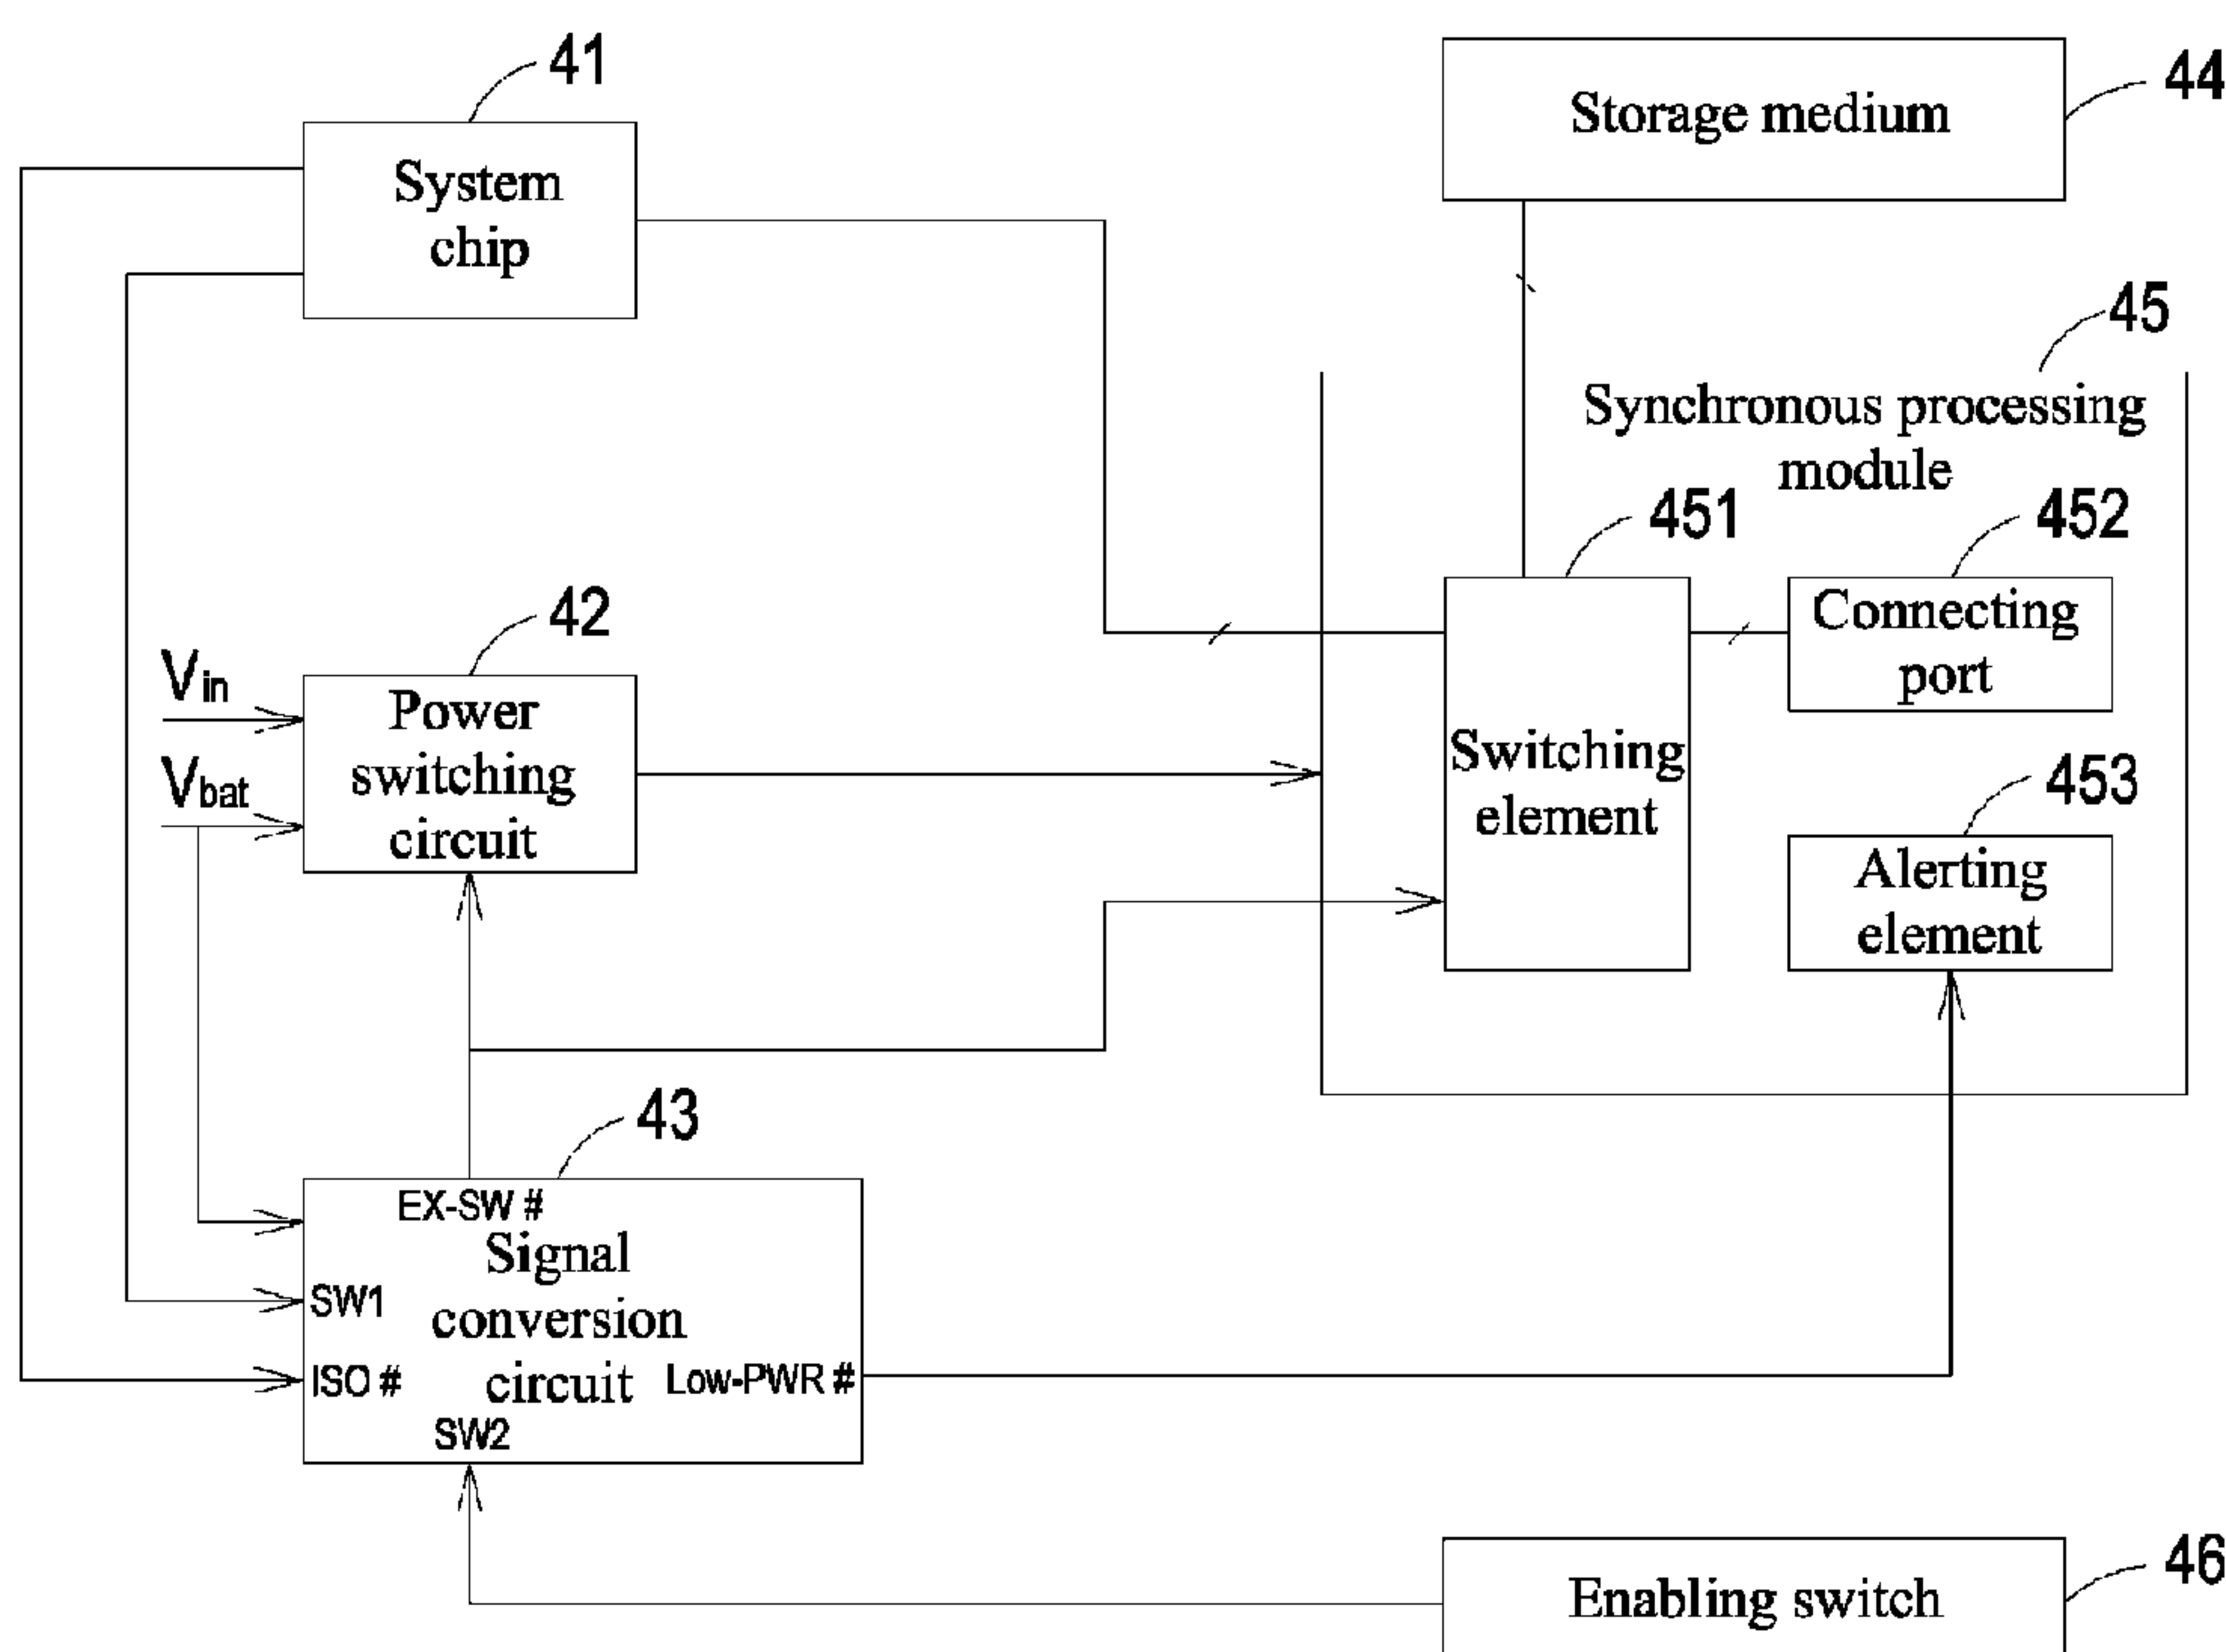 41
System
chip
44
Storage medium
45
Synchronous processing
module
451
452
Switching
element
Connecting
port
453
Alerting
element
42
Vin
Vbat
Power
switching
circuit
43
EX-SW #
Signal
conversion
circuit
SW1
ISO #
Low-PWR #
SW2
46
Enabling switch